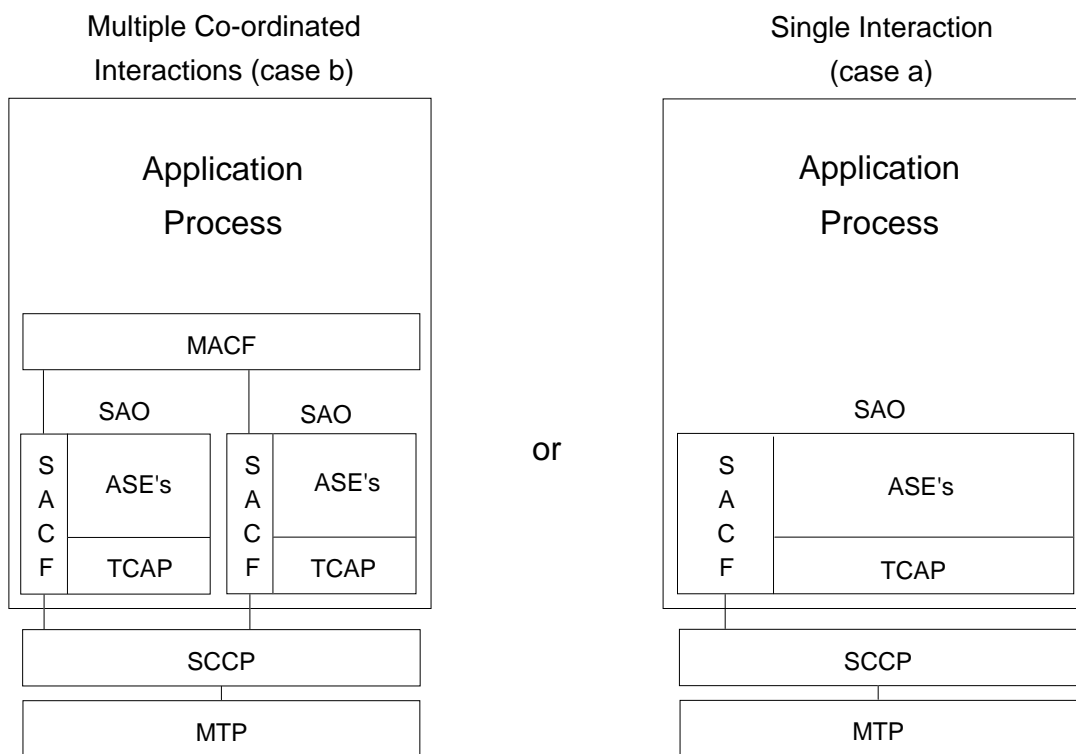 Multiple Co-ordinated
Interactions (case b)
Application
Process
MACF
SAO
SAO
S
A
C
F
ASE's
TCAP
S
A
C
F
ASE's
TCAP
SCCP
MTP
or
Single Interaction
(case a)
Application
Process
SAO
S
A
C
F
ASE's
TCAP
SCCP
MTP